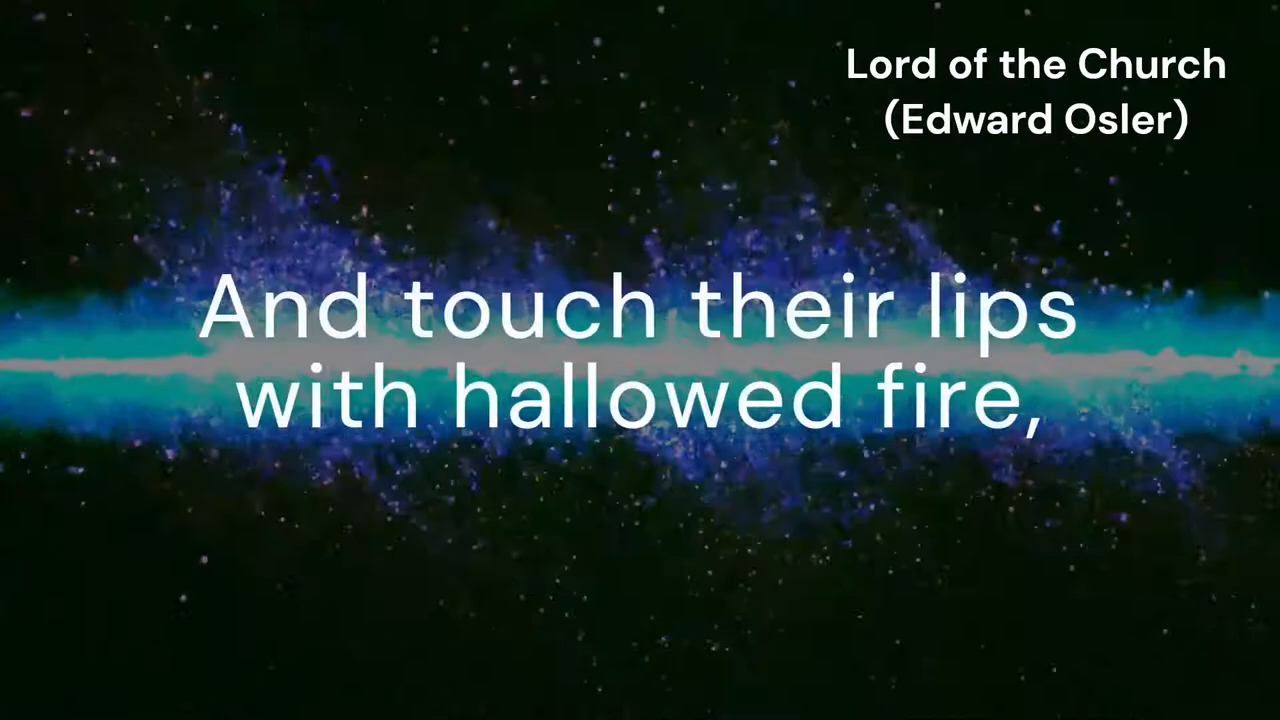 Lord of the Church
(Edward Osler)
And touch their lips
with hallowed fire,